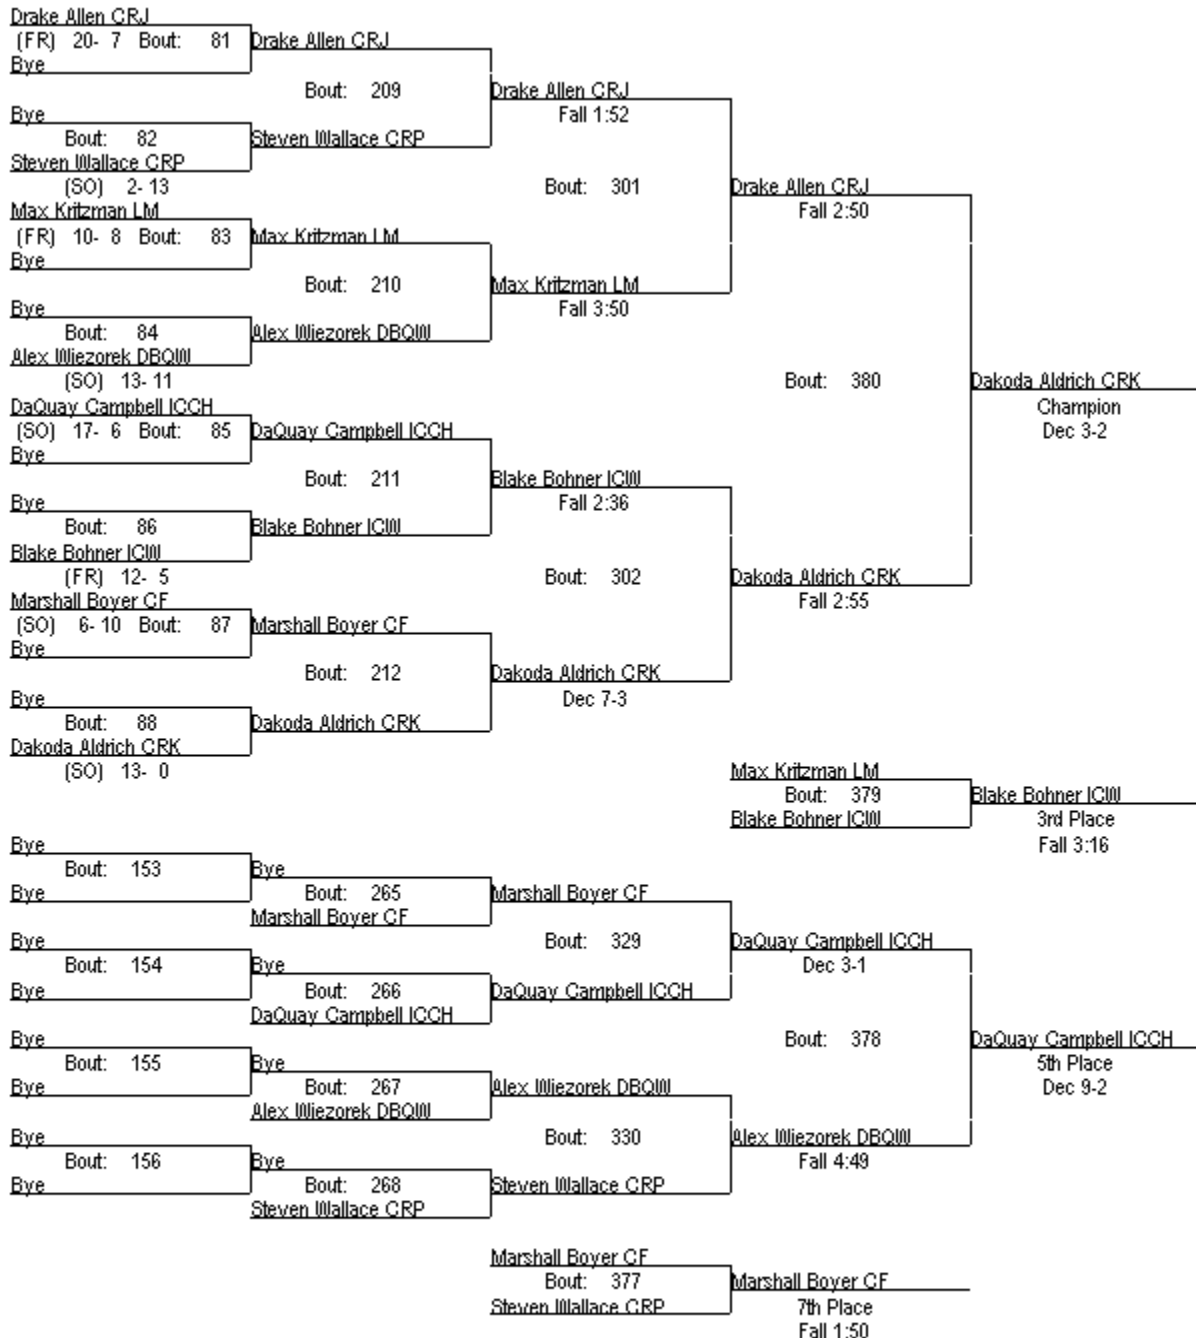 Drake Allen CRJ
(FR) 20- 7 Bout: 81
Bye
Drake Allen CRJ
Bout: 209
Bye
Bout: 82
Steven Wallace CRP
(SO) 2- 13
Steven Wallace CRP
Drake Allen CRJ
Fall 1:52
Bout: 301
Max Kritzman LM
(FR) 10- 8 Bout: 83
Bye
Max Kritzman LM
Bout: 210
Bye
Bout: 84
Alex Wiezorek DBQW
(SO) 13- 11
Alex Wiezorek DBQW
Max Kritzman LM
Fall 3:50
Drake Allen CRJ
Fall 2:50
Bout: 380
DaQuay Campbell ICCH
(SO) 17- 6 Bout: 85
Bye
DaQuay Campbell ICCH
Bout: 211
Bye
Bout: 86
Blake Bohner ICW
(FR) 12- 5
Blake Bohner ICW
Blake Bohner ICW
Fall 2:36
Bout: 302
Marshall Boyer CF
(SO) 6- 10 Bout: 87
Bye
Marshall Boyer CF
Bout: 212
Bye
Bout: 88
Dakoda Aldrich CRK
(SO) 13- 0
Dakoda Aldrich CRK
Dakoda Aldrich CRK
Dec 7-3
Dakoda Aldrich CRK
Fall 2:55
Dakoda Aldrich CRK
Champion
Dec 3-2
Max Kritzman LM
Bout: 379
Blake Bohner ICW
Blake Bohner ICW
3rd Place
Fall 3:16
Bye
Bout: 153
Bye
Bye
Bout: 265
Marshall Boyer CF
Marshall Boyer CF
Bout: 329
Bye
Bout: 154
Bye
Bye
Bout: 266
DaQuay Campbell ICCH
DaQuay Campbell ICCH
DaQuay Campbell ICCH
Dec 3-1
Bout: 378
Bye
Bout: 155
Bye
Bye
Bout: 267
Alex Wiezorek DBQW
Alex Wiezorek DBQW
Bout: 330
Bye
Bout: 156
Bye
Bye
Bout: 268
Steven Wallace CRP
Steven Wallace CRP
Alex Wiezorek DBQW
Fall 4:49
DaQuay Campbell ICCH
5th Place
Dec 9-2
Marshall Boyer CF
Bout: 377
Steven Wallace CRP
Marshall Boyer CF
7th Place
Fall 1:50